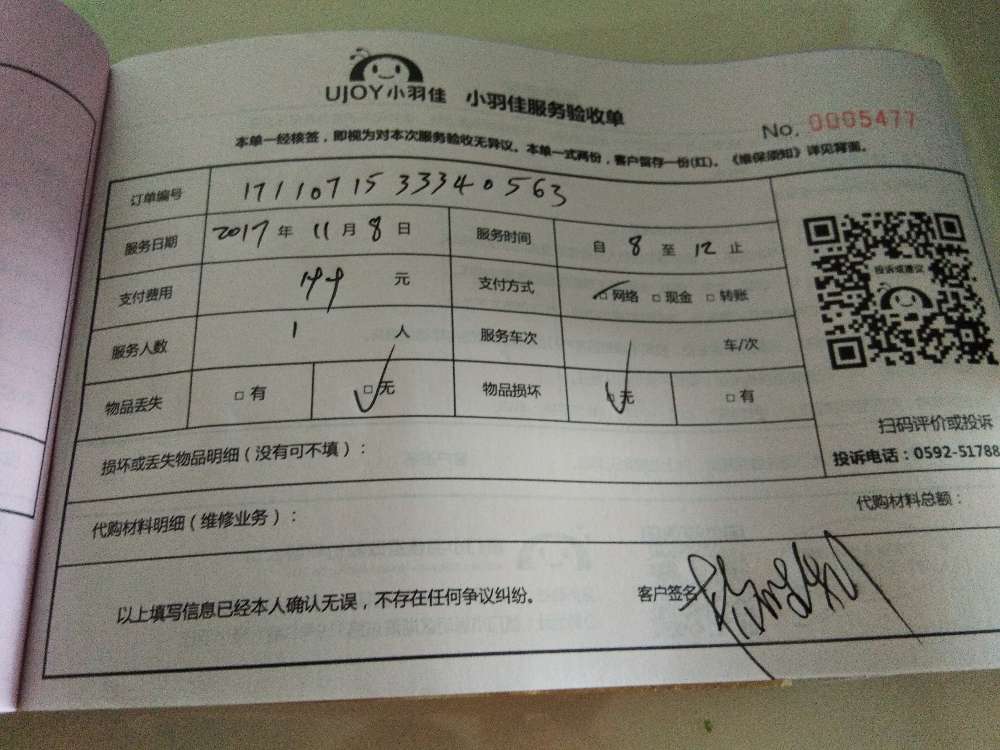 UJOY小羽佳 小羽佳服务验收单
No. 0005477
本单一经核签，即视为对本次服务验收无异议。本单一式两份，客户留存一份(红)。《维保须知》详见背面。
订单编号 17110715333340563
服务日期 2017 年 11 月 8 日 服务时间 自 8 至 12 止
投诉或建议
支付费用 元 支付方式 □ 网络 □ 现金 □ 转账
服务人数 1 人 服务车次 车/次
物品丢失 □ 有 □ 无 物品损坏 □ 无 □ 有
扫码评价或投诉
投诉电话：0592-51788
损坏或丢失物品明细（没有可不填）：
代购材料明细（维修业务）： 代购材料总额：
以上填写信息已经本人确认无误，不存在任何争议纠纷。 客户签名